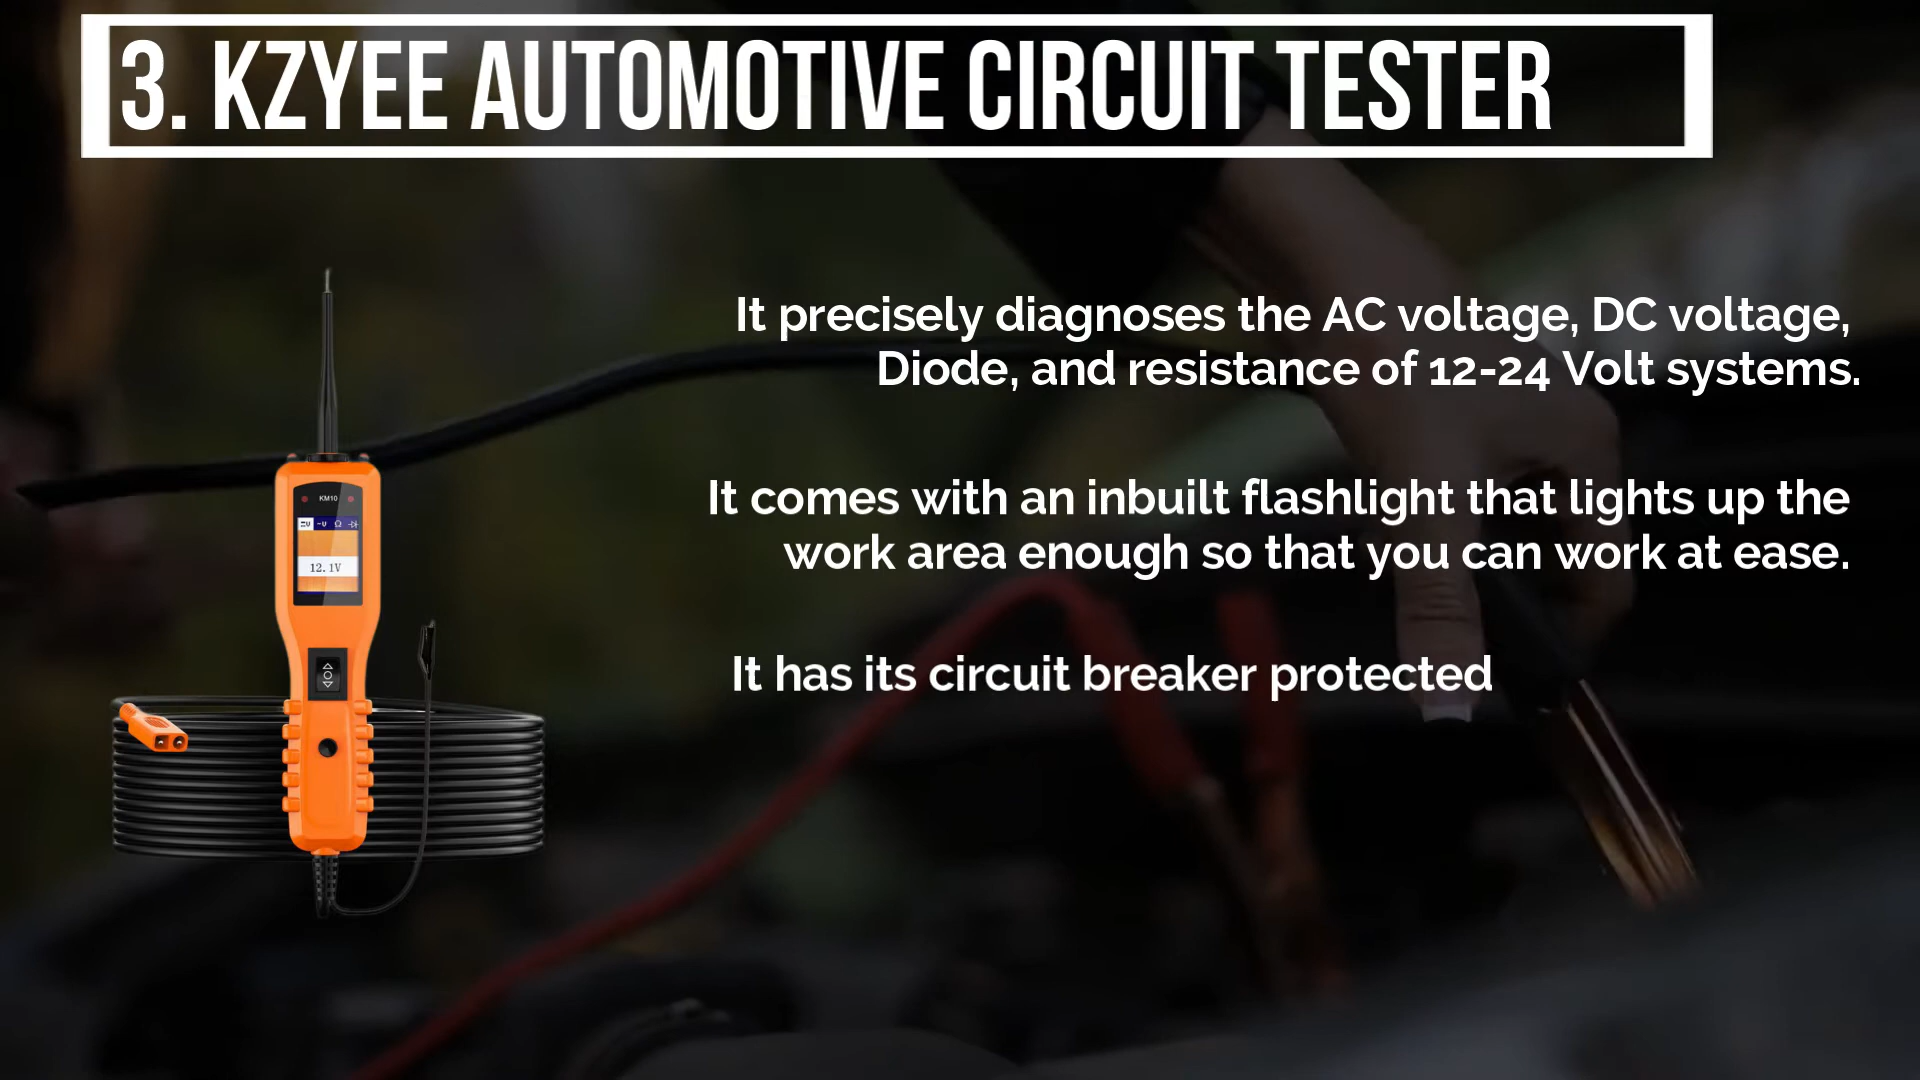 3. KZYEE AUTOMOTIVE CIRCUIT TESTER
It precisely diagnoses the AC voltage, DC voltage,
Diode, and resistance of 12-24 Volt systems.
It comes with an inbuilt flashlight that lights up the
work area enough so that you can work at ease.
It has its circuit breaker protected
KM10
12.1V